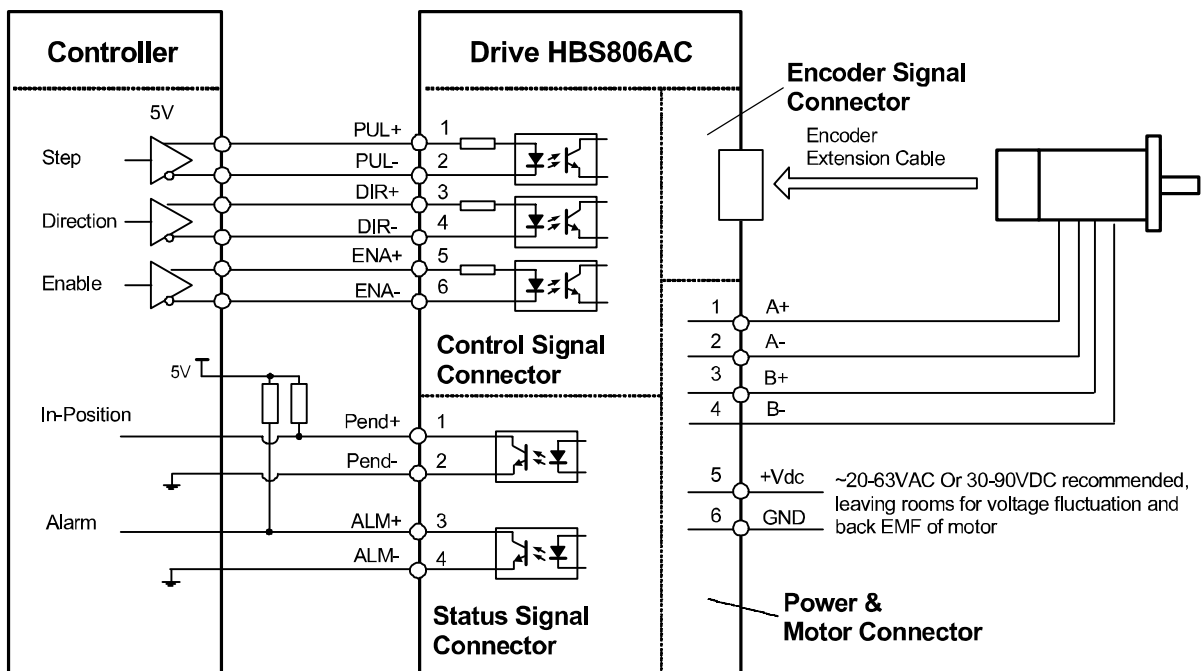 Controller
Drive HBS806AC
Encoder Signal
Connector
Encoder
Extension Cable
5V
Step
PUL+
1
PUL-
2
Direction
DIR+
3
DIR-
4
Enable
ENA+
5
ENA-
6
Control Signal
Connector
1
A+
2
A-
3
B+
4
B-
5V
In-Position
Pend+
1
Pend-
2
Alarm
ALM+
3
ALM-
4
Status Signal
Connector
5
+Vdc
6
GND
~20-63VAC Or 30-90VDC recommended,
leaving rooms for voltage fluctuation and
back EMF of motor
Power &
Motor Connector